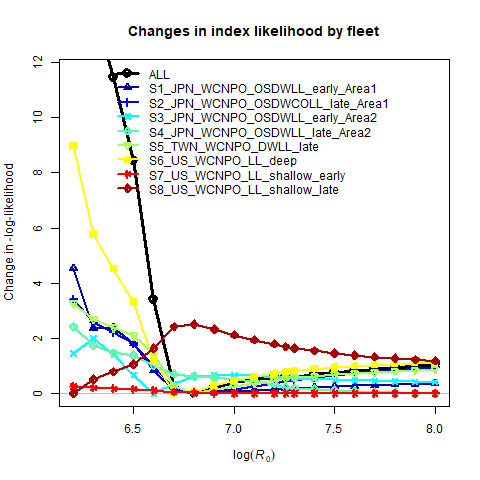 Changes in index likelihood by fleet
Change in -log-likelihood
12
10
8
6
4
2
0
ALL
S1_JPN_WCNPO_OSDWLL_early_Area1
S2_JPN_WCNPO_OSDWCOLL_late_Area1
S3_JPN_WCNPO_OSDWLL_early_Area2
S4_JPN_WCNPO_OSDWLL_late_Area2
S5_TWN_WCNPO_DWLL_late
S6_US_WCNPO_LL_deep
S7_US_WCNPO_LL_shallow_early
S8_US_WCNPO_LL_shallow_late
6.5 7.0 7.5 8.0
log(R0)